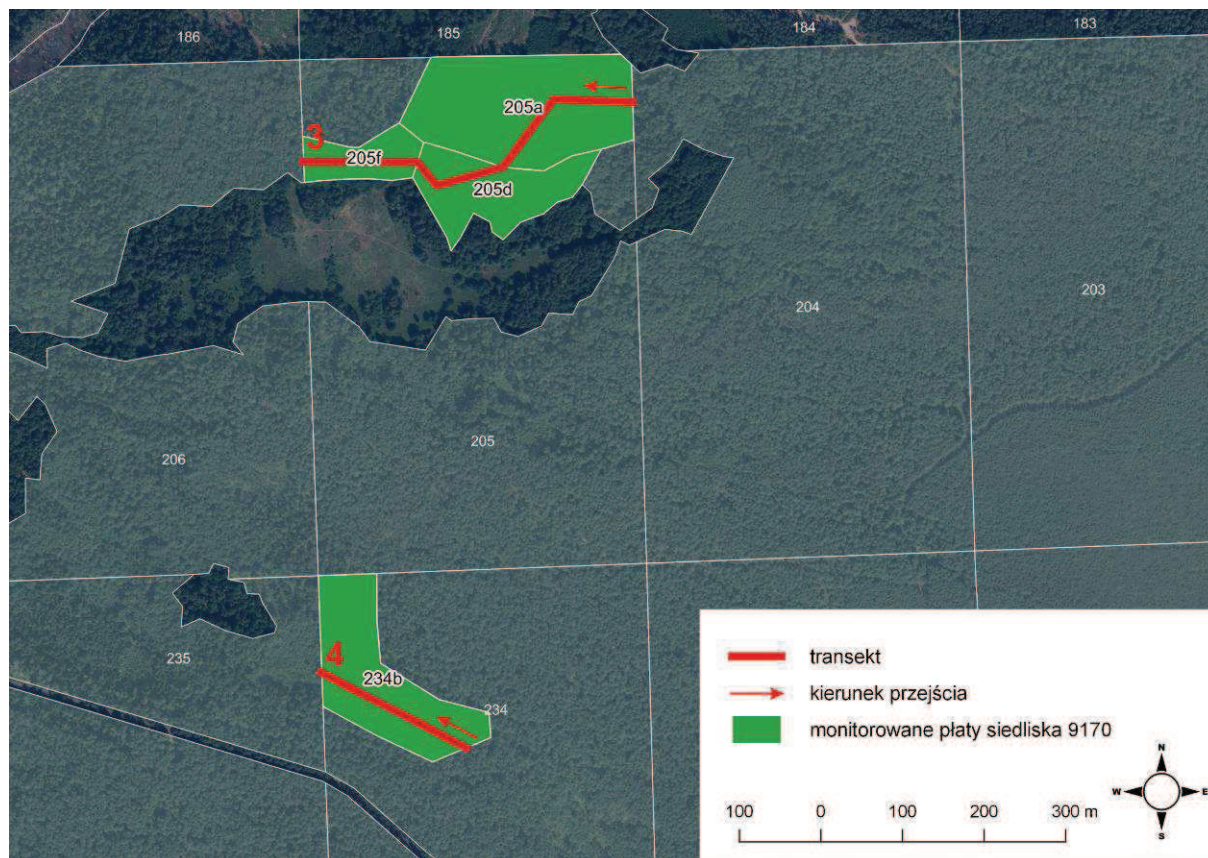 186
185
184
183
205a
3
205f
205d
204
203
206
205
4
235
234b
234
transekt
kierunek przejścia
monitorowane płaty siedliska 9170
N
W E
S
100 0 100 200 300 m